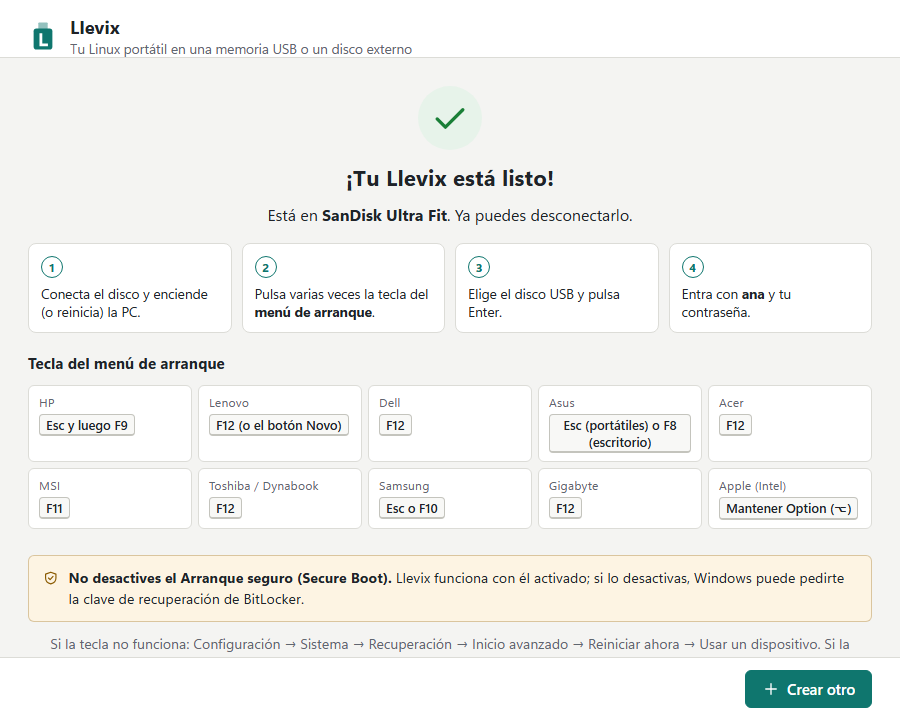 L
Llevix
Tu Linux portátil en una memoria USB o un disco externo
¡Tu Llevix está listo!
Está en SanDisk Ultra Fit. Ya puedes desconectarlo.
1
Conecta el disco y enciende
(o reinicia) la PC.
2
Pulsa varias veces la tecla del
menú de arranque.
3
Elige el disco USB y pulsa
Enter.
4
Entra con ana y tu
contraseña.
Tecla del menú de arranque
HP
Esc y luego F9
Lenovo
F12 (o el botón Novo)
Dell
F12
Asus
Esc (portátiles) o F8
(escritorio)
Acer
F12
MSI
F11
Toshiba / Dynabook
F12
Samsung
Esc o F10
Gigabyte
F12
Apple (Intel)
Mantener Option (⌥)
No desactives el Arranque seguro (Secure Boot). Llevix funciona con él activado; si lo desactivas, Windows puede pedirte
la clave de recuperación de BitLocker.
Si la tecla no funciona: Configuración → Sistema → Recuperación → Inicio avanzado → Reiniciar ahora → Usar un dispositivo. Si la
+ Crear otro